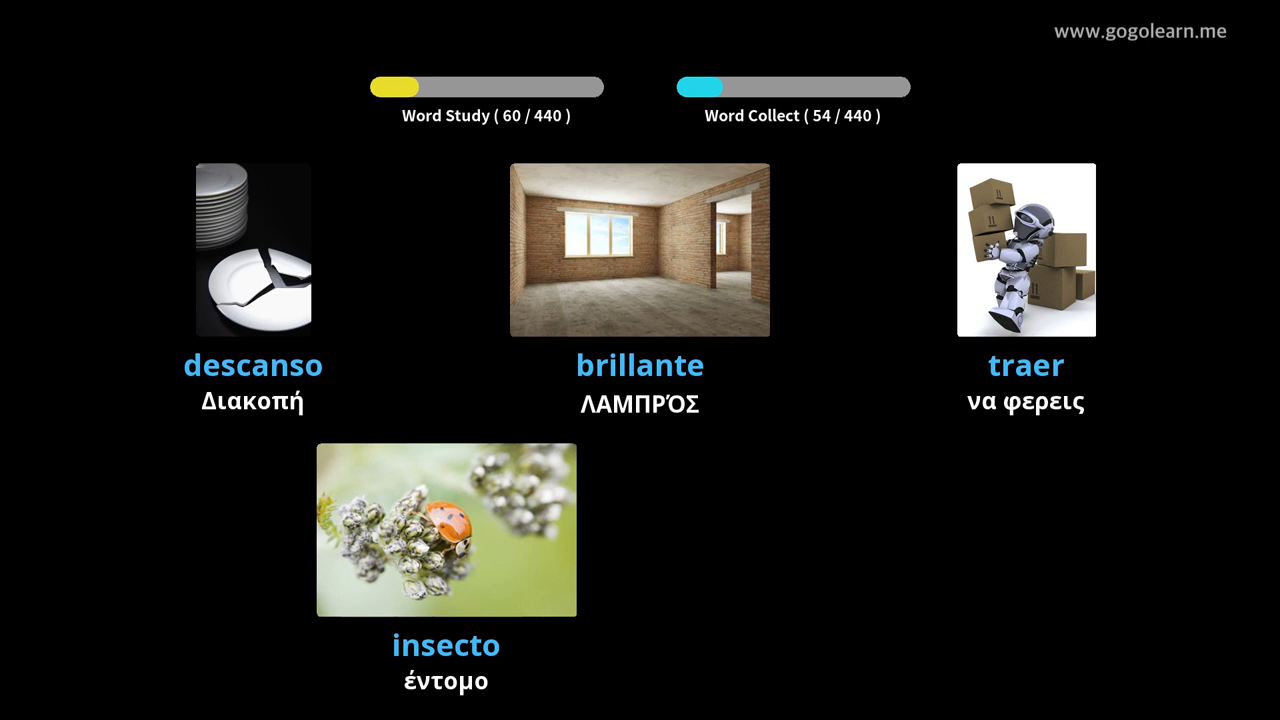 www.gogolearn.me
Word Study ( 60 / 440 )
Word Collect ( 54 / 440 )
descanso
Διακοπή
brillante
ΛΑΜΠΡΌΣ
traer
να φερεις
insecto
έντομο